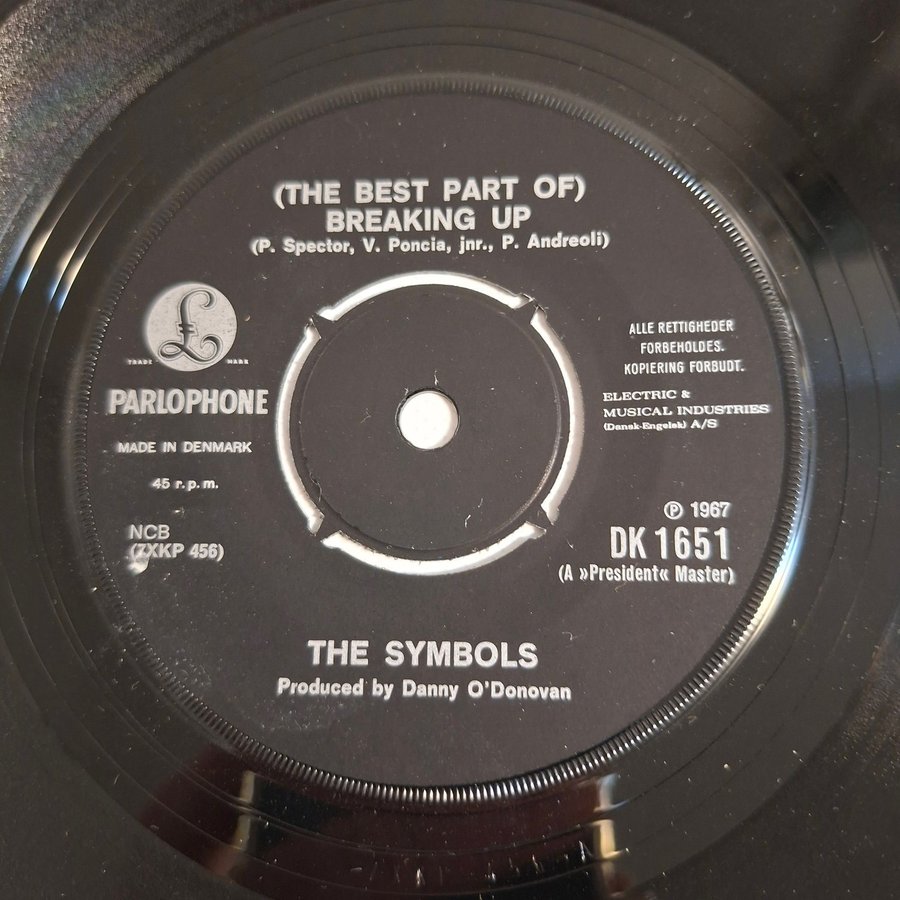 (THE BEST PART OF)
BREAKING UP
(P. Spector, V. Poncia, jnr., P. Andreoli)
£
TRADE MARK
PARLOPHONE
MADE IN DENMARK
45 r.p.m.
NCB
(7XKP 456)
ALLE RETTIGHEDER
FORBEHOLDES.
KOPIERING FORBUDT.
ELECTRIC &
MUSICAL INDUSTRIES
(Dansk-Engelsk) A/S
℗ 1967
DK 1651
(A »President« Master)
THE SYMBOLS
Produced by Danny O'Donovan